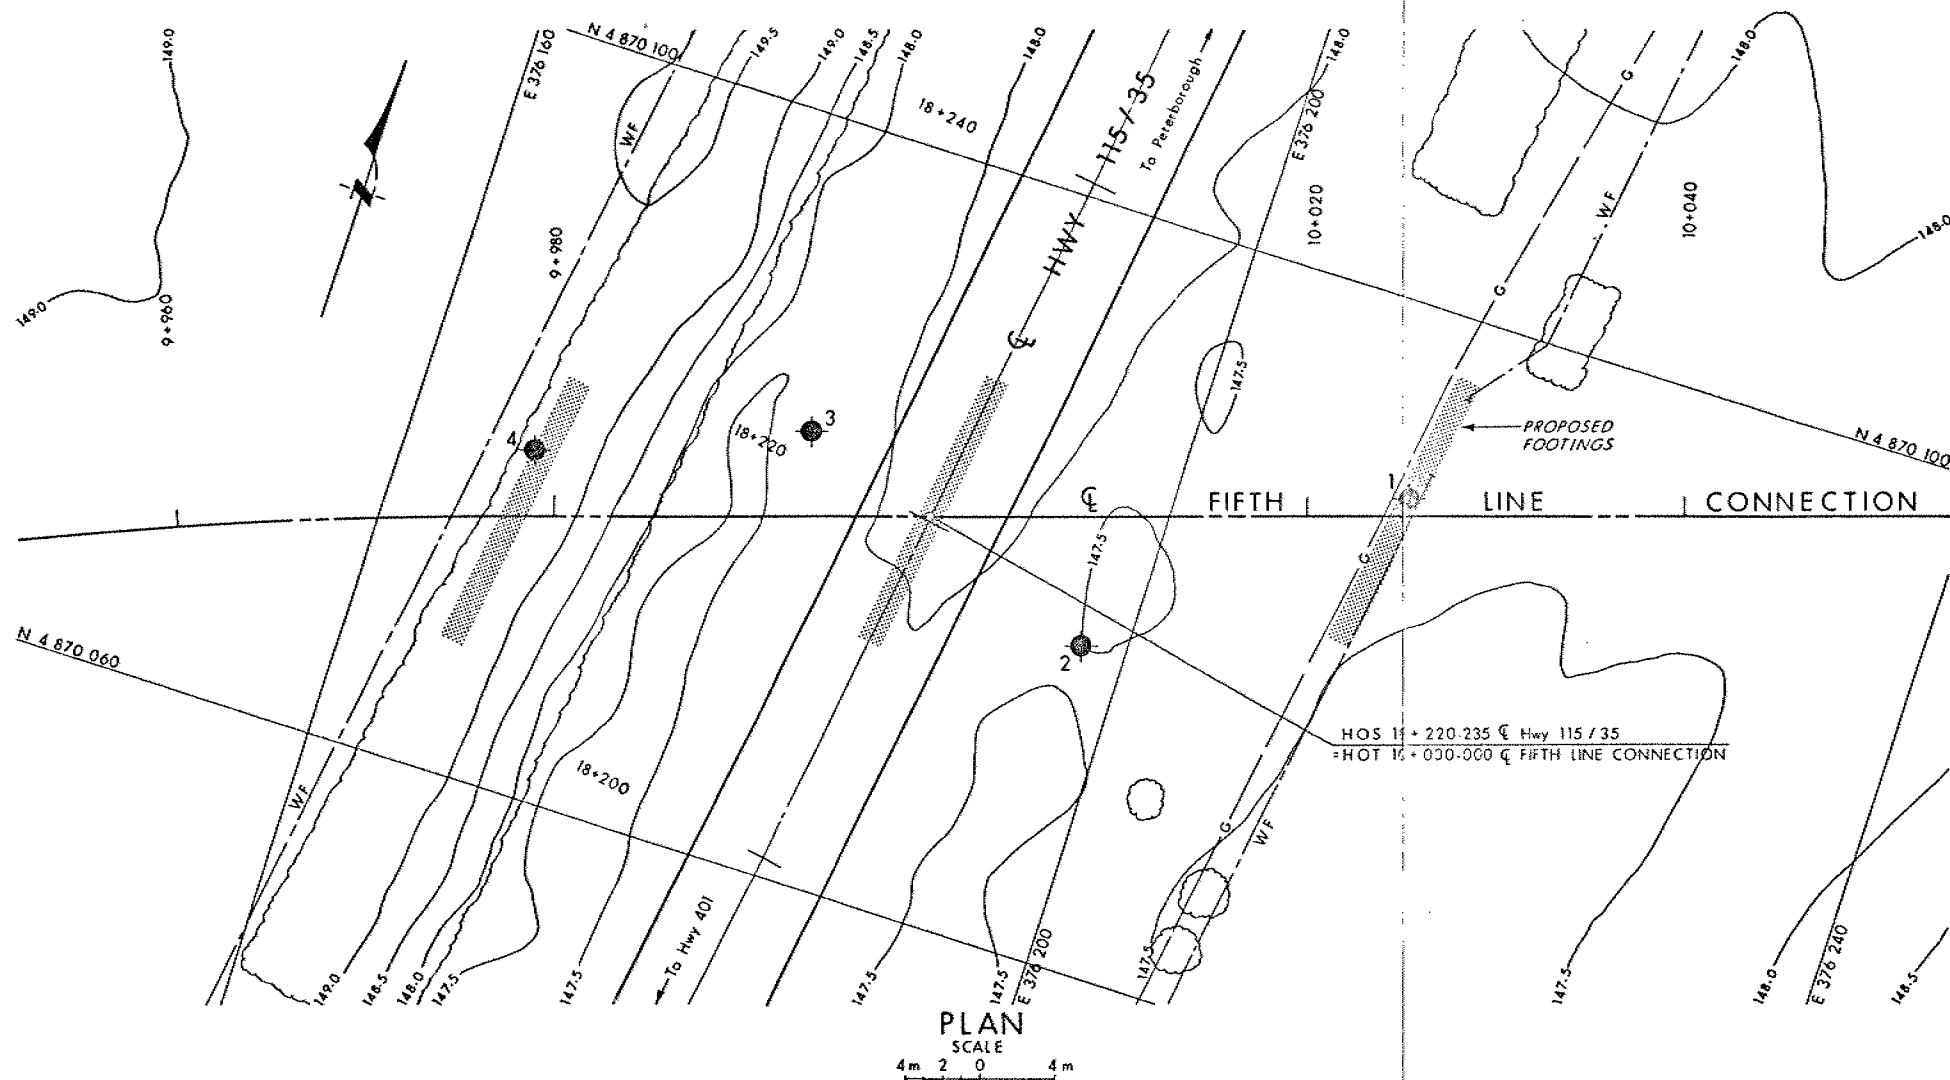 149.0
E 376 160
N 4 870 100
149.5
149.0
148.5
148.0
148.0
148.0
148.0
WF
18+240
HWY 115 / 35
To Peterborough
E 376 200
G
WF
10+020
10+040
148.0
N
9+980
149.0
9+960
G
℄
147.5
4
3
18+220
PROPOSED
FOOTINGS
N 4 870 100
1
℄ FIFTH LINE CONNECTION
147.5
G
2
N 4 870 060
18+200
WF
HOS 18 + 220.235 ℄ Hwy 115 / 35
=HOT 10 + 000.000 ℄ FIFTH LINE CONNECTION
G
WF
To Hwy 401
149.0
148.5
148.0
147.5
147.5
147.5
147.5
E 376 200
147.5
147.5
148.0
E 376 240
148.5
PLAN
SCALE
4 m 2 0 4 m